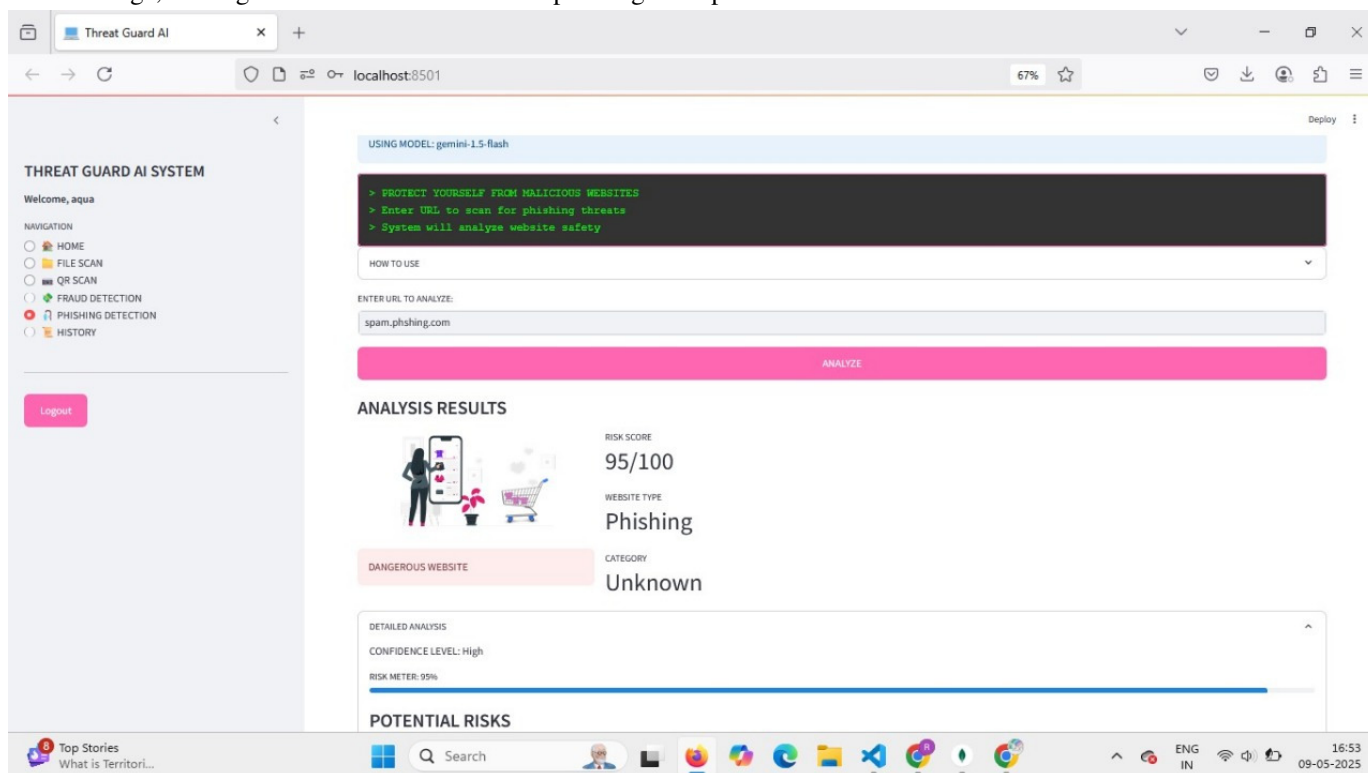 Threat Guard AI
localhost:8501
67%
Deploy
THREAT GUARD AI SYSTEM
Welcome, aqua
NAVIGATION
HOME
FILE SCAN
QR SCAN
FRAUD DETECTION
PHISHING DETECTION
HISTORY
Logout
USING MODEL: gemini-1.5-flash
> PROTECT YOURSELF FROM MALICIOUS WEBSITES
> Enter URL to scan for phishing threats
> System will analyze website safety
HOW TO USE
ENTER URL TO ANALYZE:
spam.phshing.com
ANALYZE
ANALYSIS RESULTS
RISK SCORE
95/100
WEBSITE TYPE
Phishing
DANGEROUS WEBSITE
CATEGORY
Unknown
DETAILED ANALYSIS
CONFIDENCE LEVEL: High
RISK METER: 95%
POTENTIAL RISKS
8
Top Stories
What is Territori...
Search
ENG
IN
16:53
09-05-2025